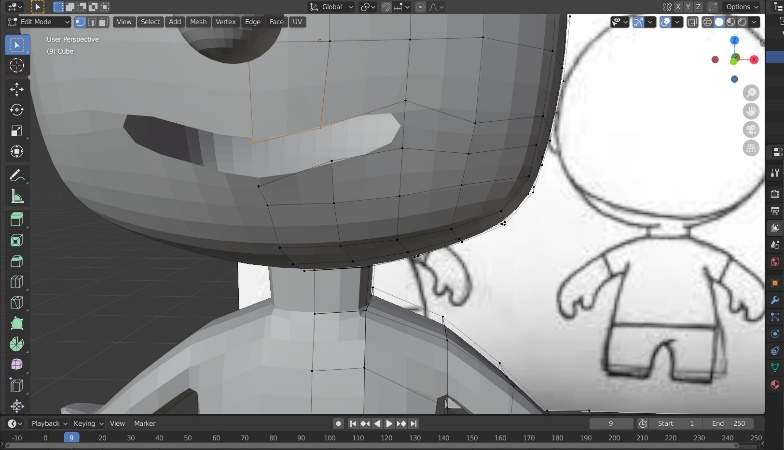 Global
Options
Edit Mode
View Select Add Mesh Vertex Edge Face UV
User Perspective
(9) Cube
Playback Keying View Marker
9 Start 1 End 250
-10 0 9 20 30 40 50 60 70 80 90 100 110 120 130 140 150 160 170 180 190 200 210 220 230 240 250